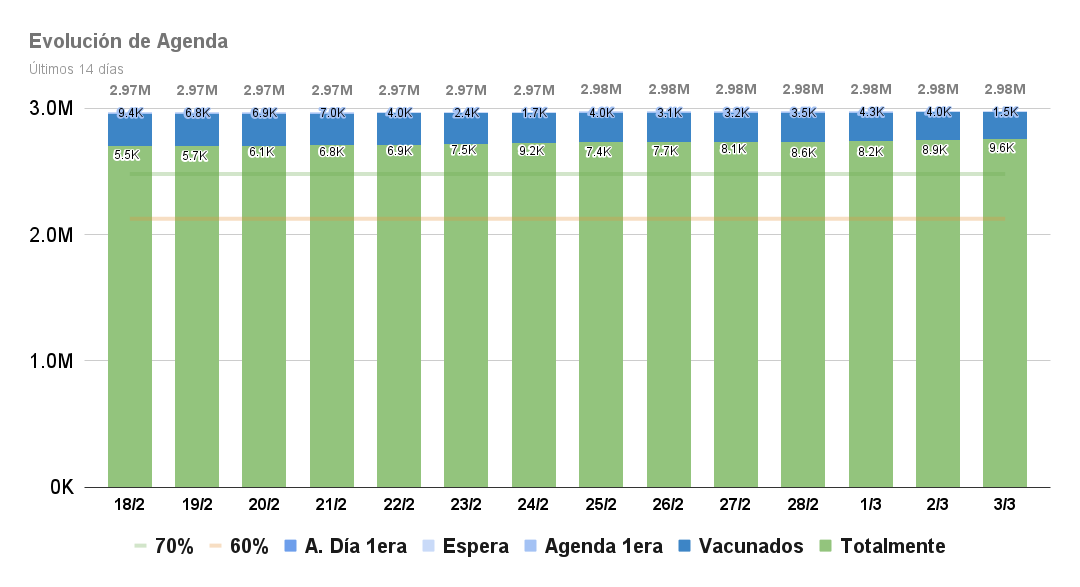 Evolución de Agenda
Últimos 14 días
2.97M 2.97M 2.97M 2.97M 2.97M 2.97M 2.97M 2.98M 2.98M 2.98M 2.98M 2.98M 2.98M 2.98M
3.0M
9.4K 6.8K 6.9K 7.0K 4.0K 2.4K 1.7K 4.0K 3.1K 3.2K 3.5K 4.3K 4.0K 1.5K
5.5K 5.7K 6.1K 6.8K 6.9K 7.5K 9.2K 7.4K 7.7K 8.1K 8.6K 8.2K 8.9K 9.6K
2.0M
1.0M
0K
18/2 19/2 20/2 21/2 22/2 23/2 24/2 25/2 26/2 27/2 28/2 1/3 2/3 3/3
70% 60% A. Día 1era Espera Agenda 1era Vacunados Totalmente